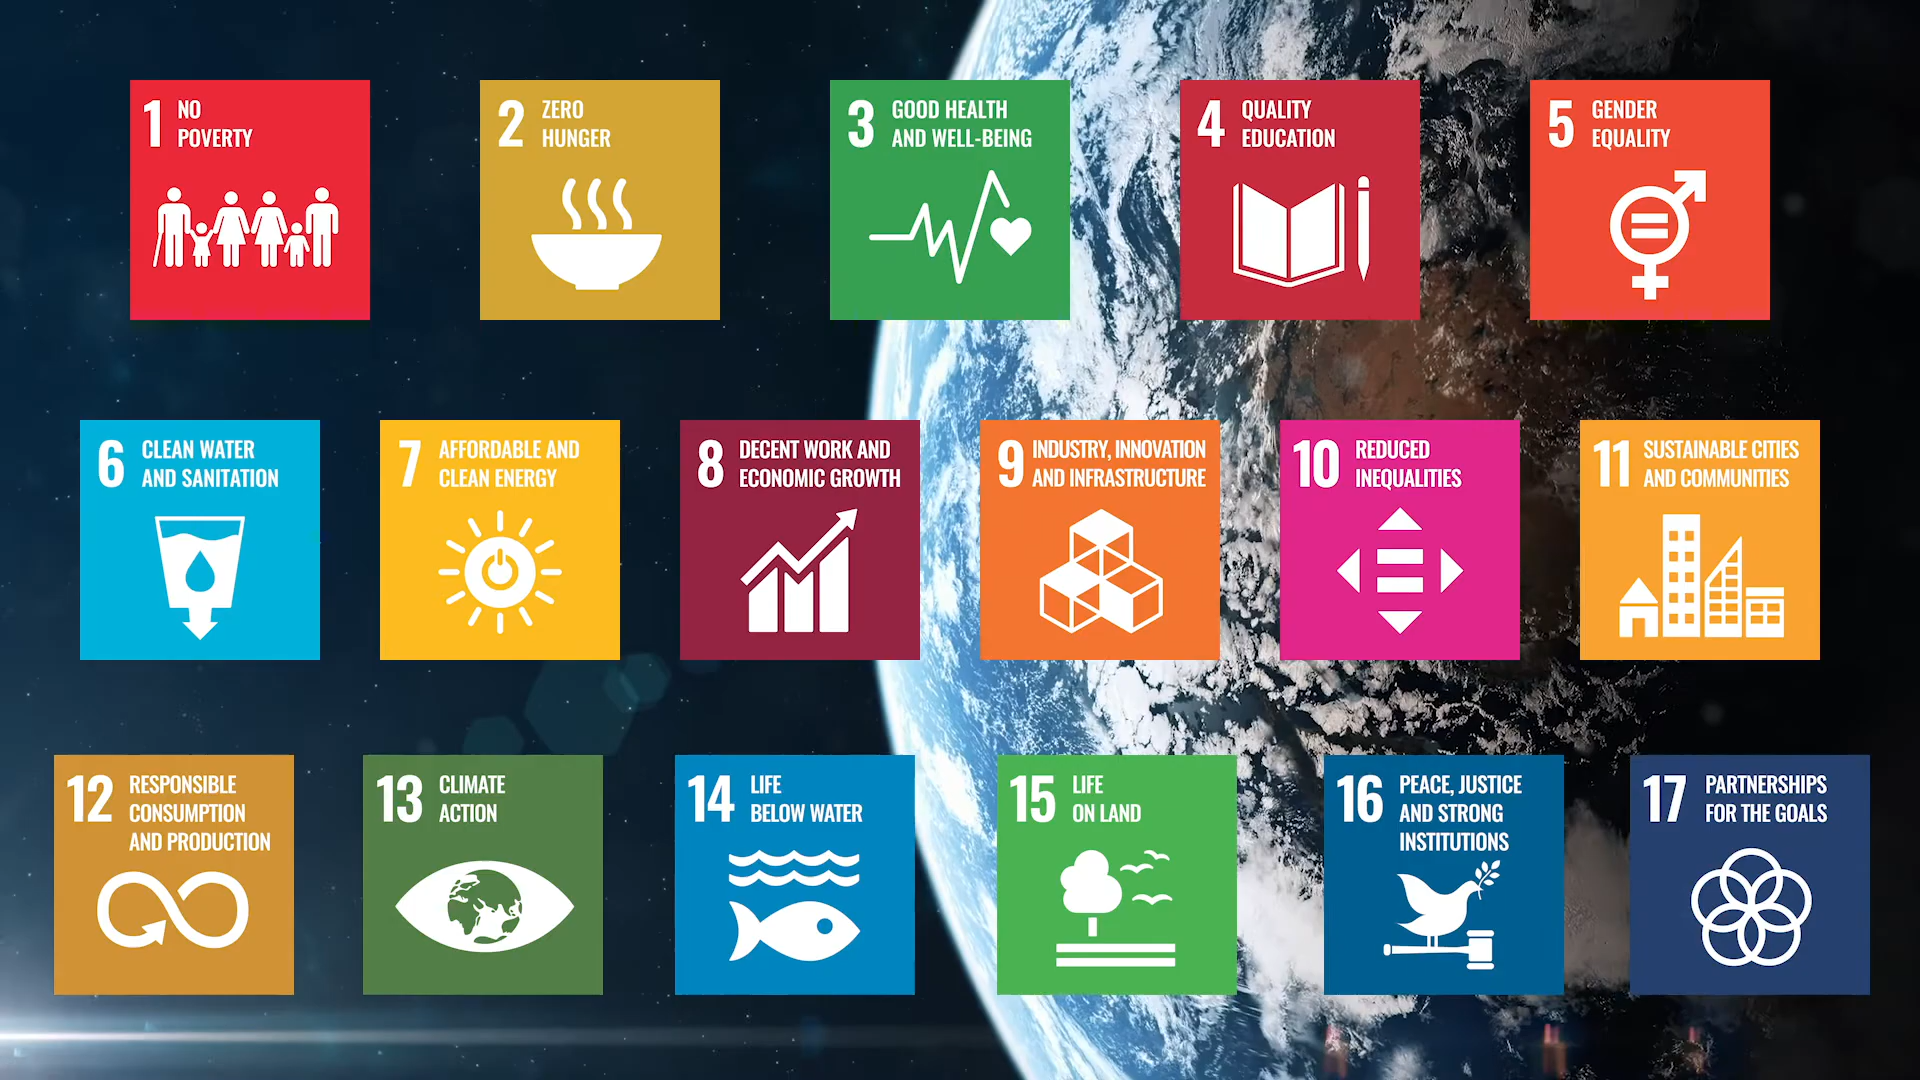 1 NO
POVERTY
2 ZERO
HUNGER
3 GOOD HEALTH
AND WELL-BEING
4 QUALITY
EDUCATION
5 GENDER
EQUALITY
6 CLEAN WATER
AND SANITATION
7 AFFORDABLE AND
CLEAN ENERGY
8 DECENT WORK AND
ECONOMIC GROWTH
9 INDUSTRY, INNOVATION
AND INFRASTRUCTURE
10 REDUCED
INEQUALITIES
11 SUSTAINABLE CITIES
AND COMMUNITIES
12 RESPONSIBLE
CONSUMPTION
AND PRODUCTION
13 CLIMATE
ACTION
14 LIFE
BELOW WATER
15 LIFE
ON LAND
16 PEACE, JUSTICE
AND STRONG
INSTITUTIONS
17 PARTNERSHIPS
FOR THE GOALS